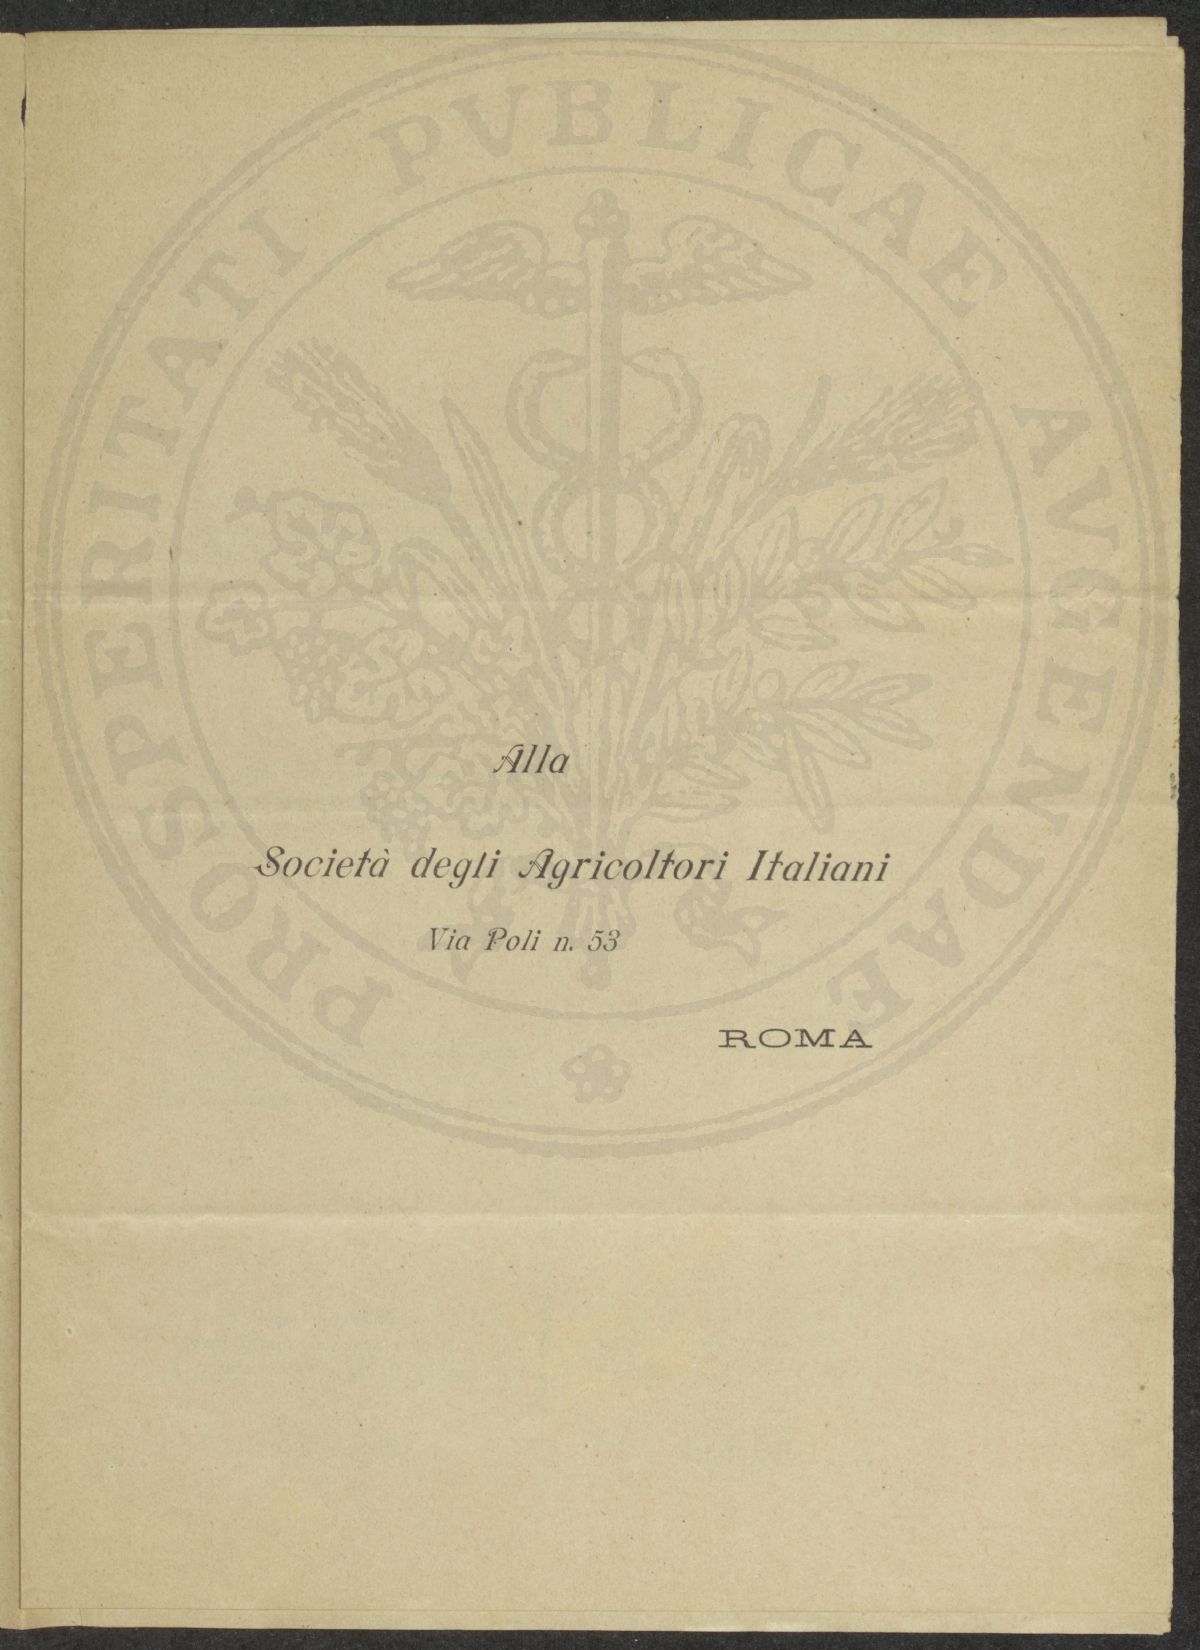 PROSPERITATI PVBLICAE AVGENDAE
Alla
Società degli Agricoltori Italiani
Via Poli n. 53
ROMA